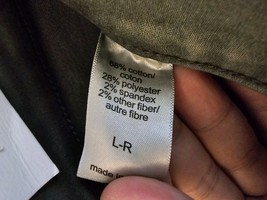 68% cotton/
coton
28% polyester
2% spandex
2% other fiber/
autre fibre
L-R
made